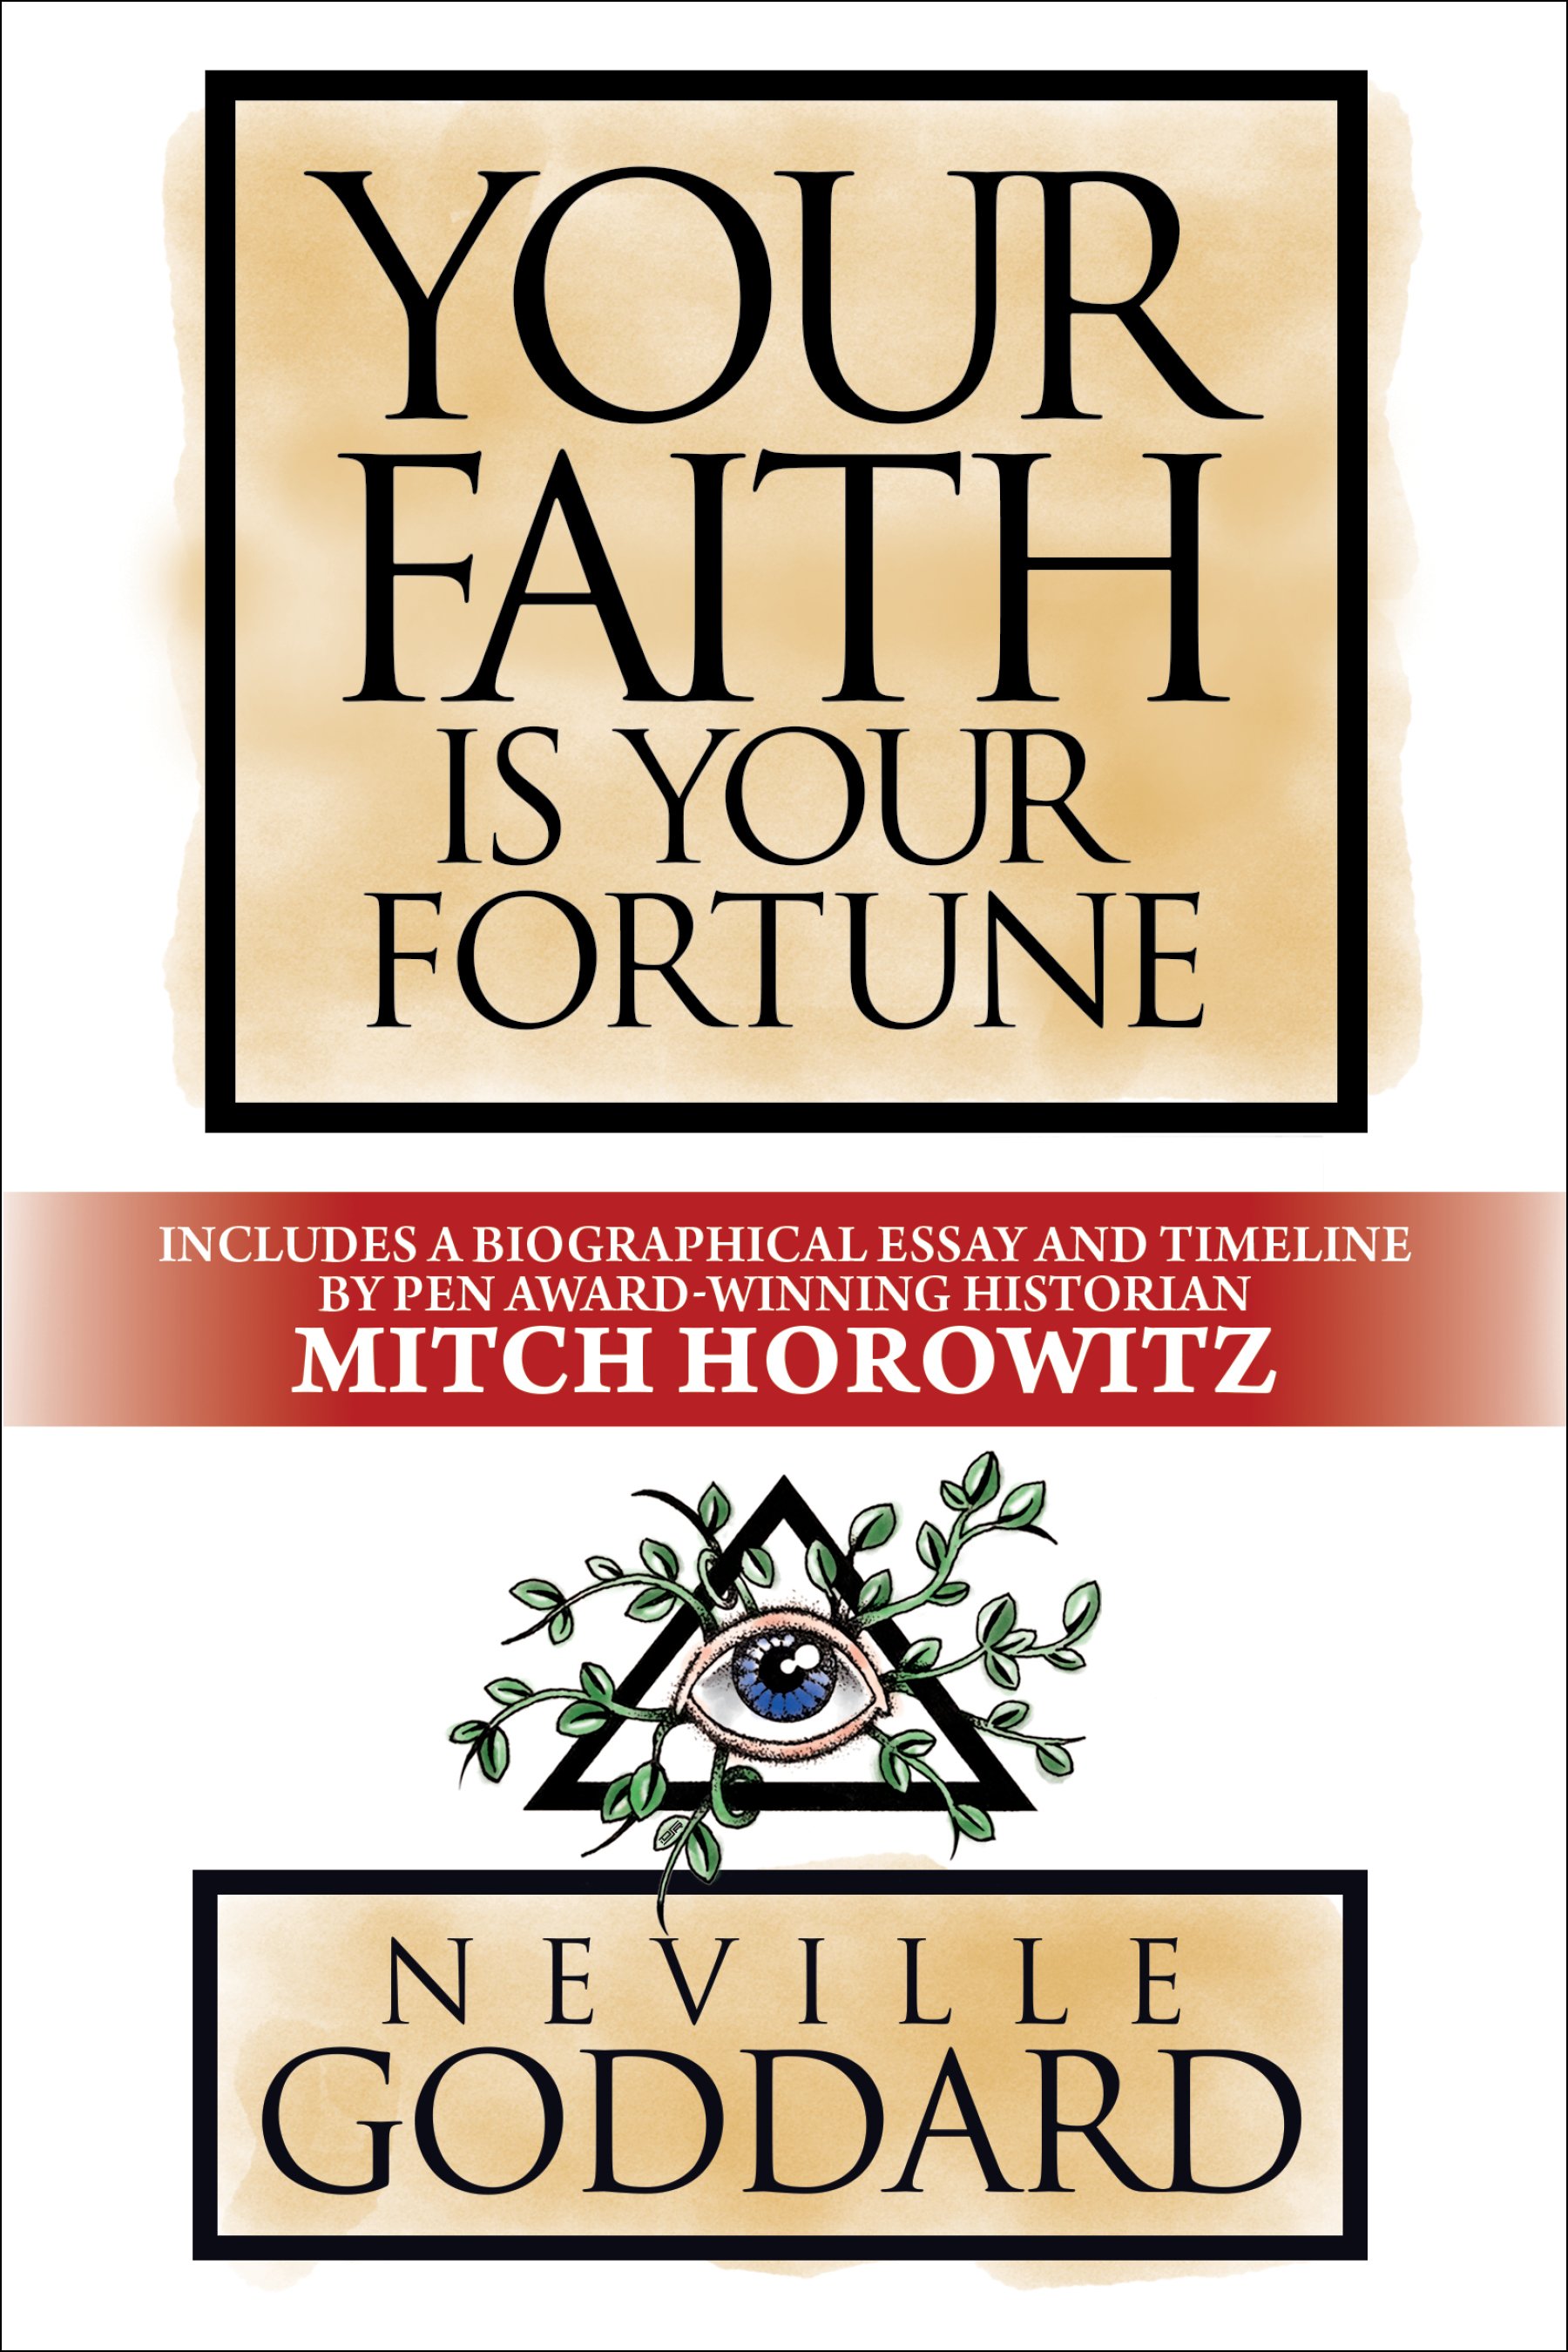 YOUR
FAITH
IS YOUR
FORTUNE
INCLUDES A BIOGRAPHICAL ESSAY AND TIMELINE
BY PEN AWARD-WINNING HISTORIAN
MITCH HOROWITZ
NEVILLE
GODDARD